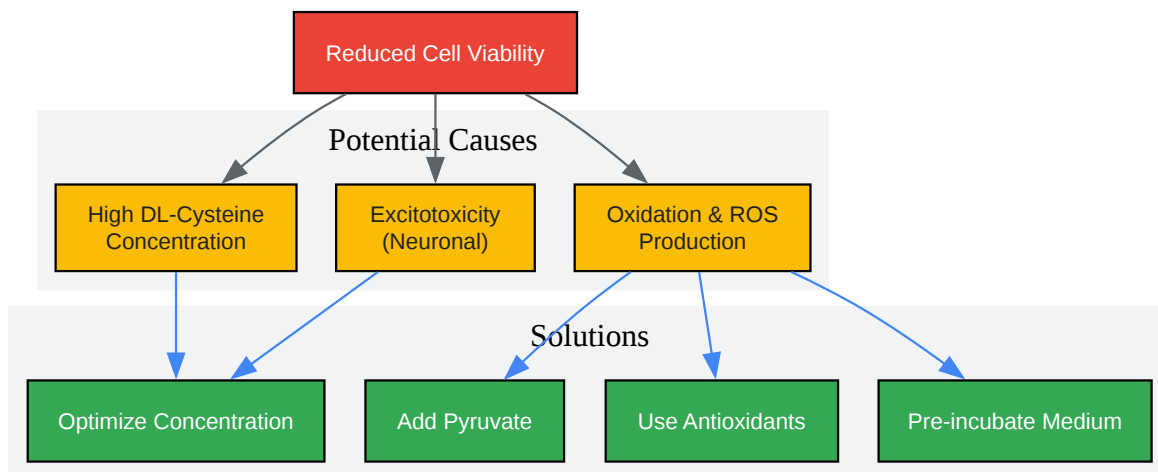 Reduced Cell Viability
Potential Causes
High DL-Cysteine
Concentration
Excitotoxicity
(Neuronal)
Oxidation & ROS
Production
Solutions
Optimize Concentration
Add Pyruvate
Use Antioxidants
Pre-incubate Medium